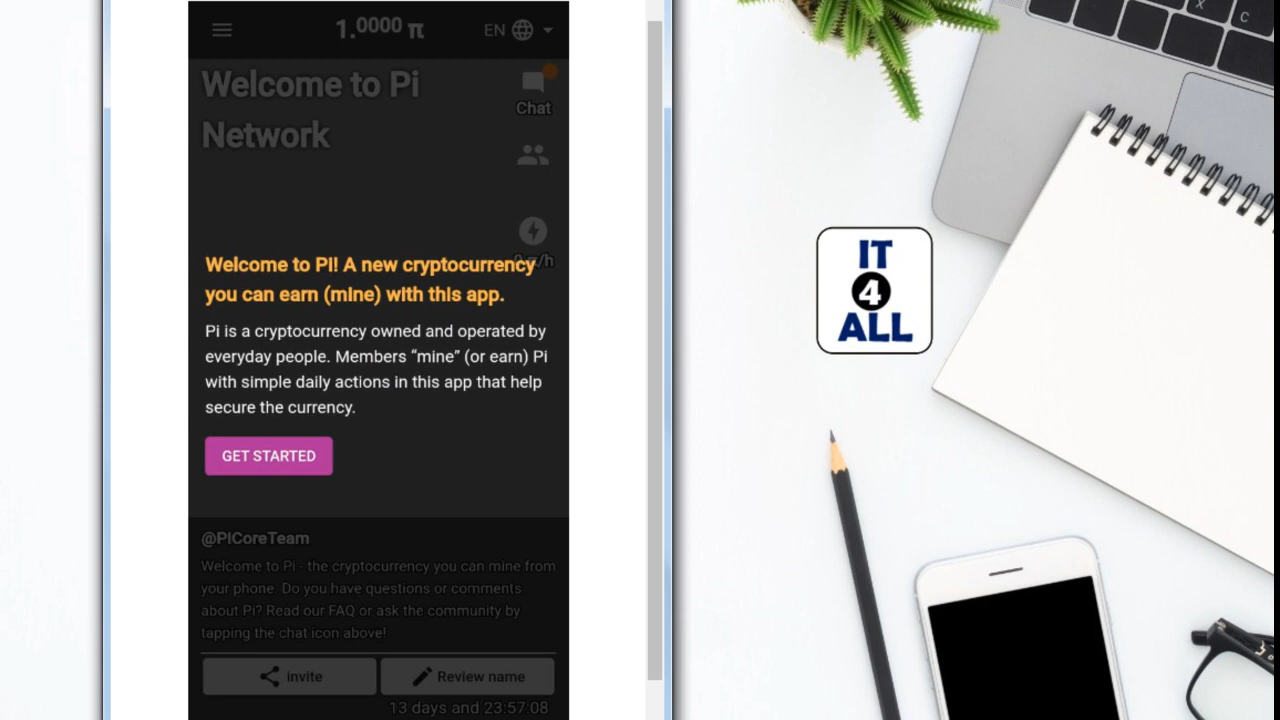 1.0000 π
EN
Welcome to Pi
Network
Chat
π/h
Welcome to Pi! A new cryptocurrency
you can earn (mine) with this app.
Pi is a cryptocurrency owned and operated by
everyday people. Members “mine” (or earn) Pi
with simple daily actions in this app that help
secure the currency.
GET STARTED
@PiCoreTeam
Welcome to Pi - the cryptocurrency you can mine from
your phone. Do you have questions or comments
about Pi? Read our FAQ or ask the community by
tapping the chat icon above!
invite
Review name
13 days and 23:57:08
IT
4
ALL
X
C